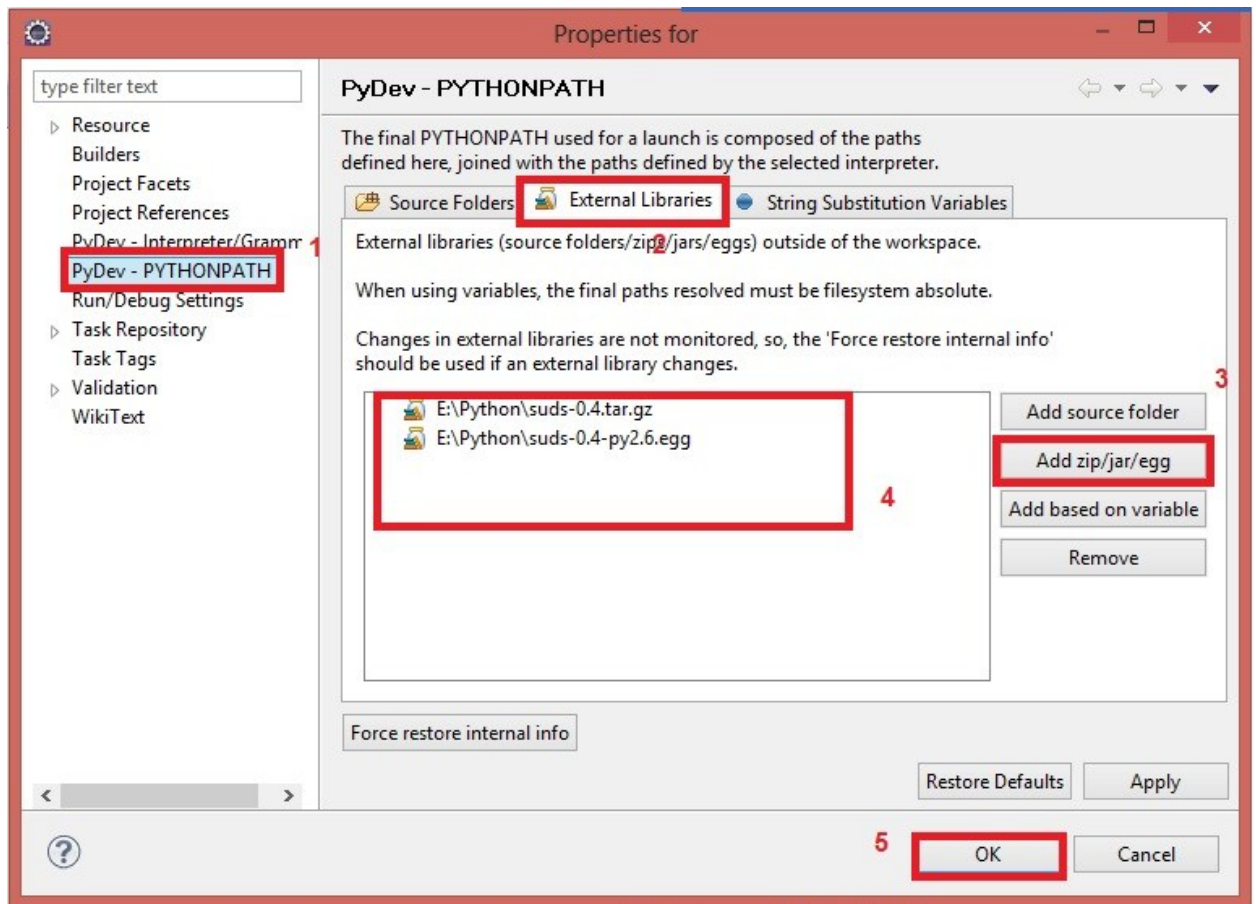 Properties for
type filter text
Resource
Builders
Project Facets
Project References
PyDev - Interpreter/Gramm
1
PyDev - PYTHONPATH
Run/Debug Settings
Task Repository
Task Tags
Validation
WikiText
PyDev - PYTHONPATH
The final PYTHONPATH used for a launch is composed of the paths
defined here, joined with the paths defined by the selected interpreter.
Source Folders
External Libraries
String Substitution Variables
2
External libraries (source folders/zips/jars/eggs) outside of the workspace.
When using variables, the final paths resolved must be filesystem absolute.
Changes in external libraries are not monitored, so, the 'Force restore internal info'
should be used if an external library changes.
E:\Python\suds-0.4.tar.gz
E:\Python\suds-0.4-py2.6.egg
4
3
Add source folder
Add zip/jar/egg
Add based on variable
Remove
Force restore internal info
Restore Defaults
Apply
?
5
OK
Cancel